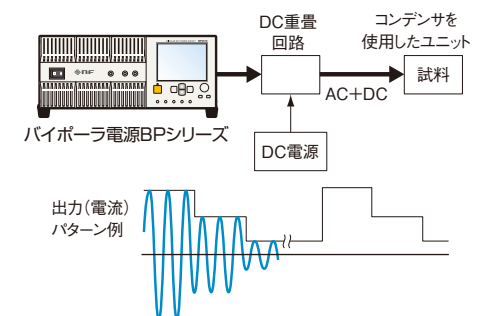 DC重畳
回路
コンデンサを
使用したユニット
試料
AC+DC
DC電源
バイポーラ電源BPシリーズ
出力(電流)
パターン例